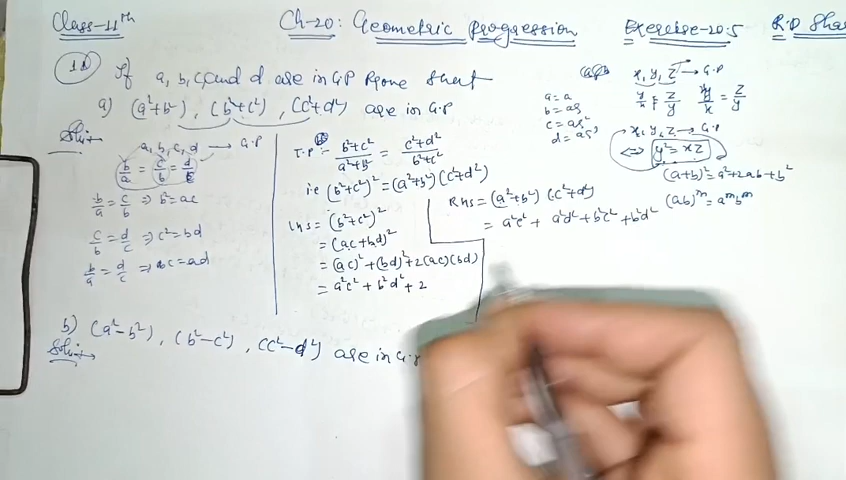 Class-11th Ch-20: Geometric progression Exercise-20.5 R.D Shar
11) If a, b, c, and d are in G.P prove that
a) (a²+b²), (b²+c²), (c²+d²) are in G.P
Solⁿ:-
a, b, c, d → G.P
b/a = c/b = d/c
b/a = c/b ⇒ b² = ac
c/b = d/c ⇒ c² = bd
b/a = d/c ⇒ bc = ad
T.P :- (b²+c²)/(a²+b²) = (c²+d²)/(b²+c²)
i.e (b²+c²)² = (a²+b²)(c²+d²)
LHS = (b²+c²)²
= (ac+bd)²
= (ac)²+(bd)²+2(ac)(bd)
= a²c² + b²d² + 2
RHS = (a²+b²)(c²+d²)
= a²c² + a²d² + b²c² + b²d²
a = a
b = ar
c = ar²
d = ar³
x, y, z → G.P
y/x = z/y y/x = z/y
x, y, z → G.P
⇔ y² = xz
(a+b)² = a²+2ab+b²
(ab)ᵐ = aᵐbᵐ
b) (a²-b²), (b²-c²), (c²-d²) are in G.P
Solⁿ:-